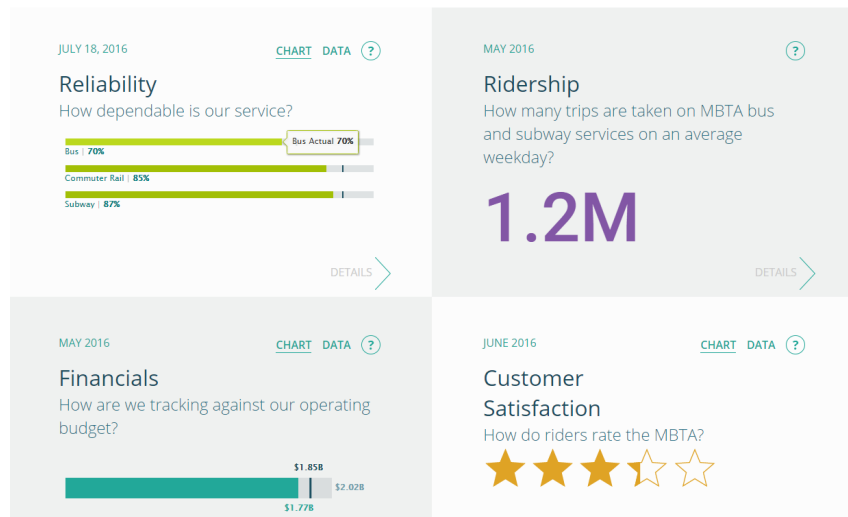 JULY 18, 2016
CHART DATA ?
Reliability
How dependable is our service?
Bus Actual 70%
Bus | 70%
Commuter Rail | 85%
Subway | 87%
DETAILS
MAY 2016
?
Ridership
How many trips are taken on MBTA bus
and subway services on an average
weekday?
1.2M
DETAILS
MAY 2016
CHART DATA ?
Financials
How are we tracking against our operating
budget?
$1.85B
$2.02B
$1.77B
JUNE 2016
CHART DATA ?
Customer
Satisfaction
How do riders rate the MBTA?